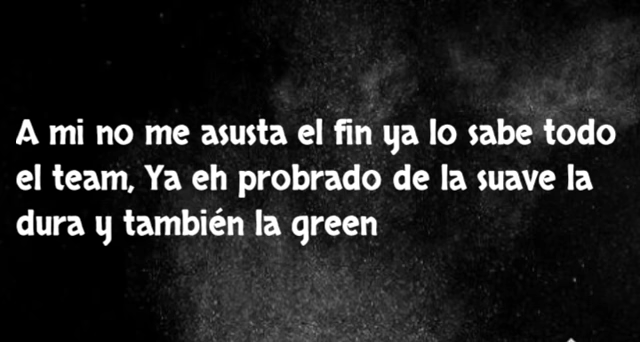 A mi no me asusta el fin ya lo sabe todo
el team, Ya eh probrado de la suave la
dura y también la green